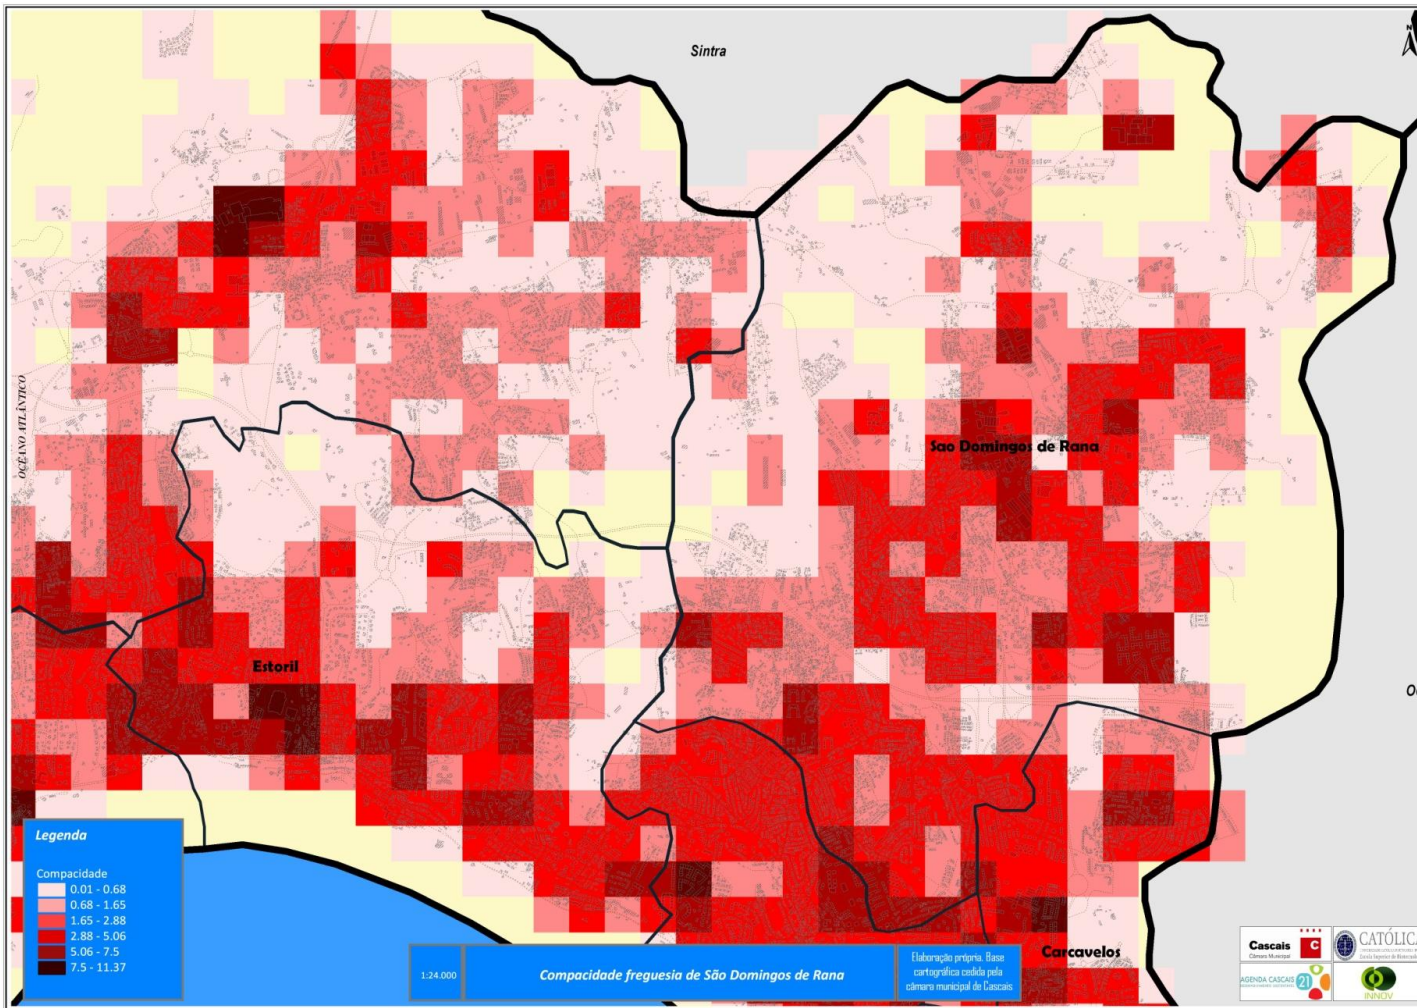 Sintra
N
OCEANO ATLÂNTICO
Sao Domingos de Rana
Estoril
Carcavelos
Legenda
Compacidade
0.01 - 0.68
0.68 - 1.65
1.65 - 2.88
2.88 - 5.06
5.06 - 7.5
7.5 - 11.37
1:24.000
Compacidade freguesia de São Domingos de Rana
Elaboração própria. Base
cartográfica cedida pela
câmara municipal de Cascais
Cascais
Câmara Municipal
C
CATÓLICA
AGENDA CASCAIS
21
INNOV